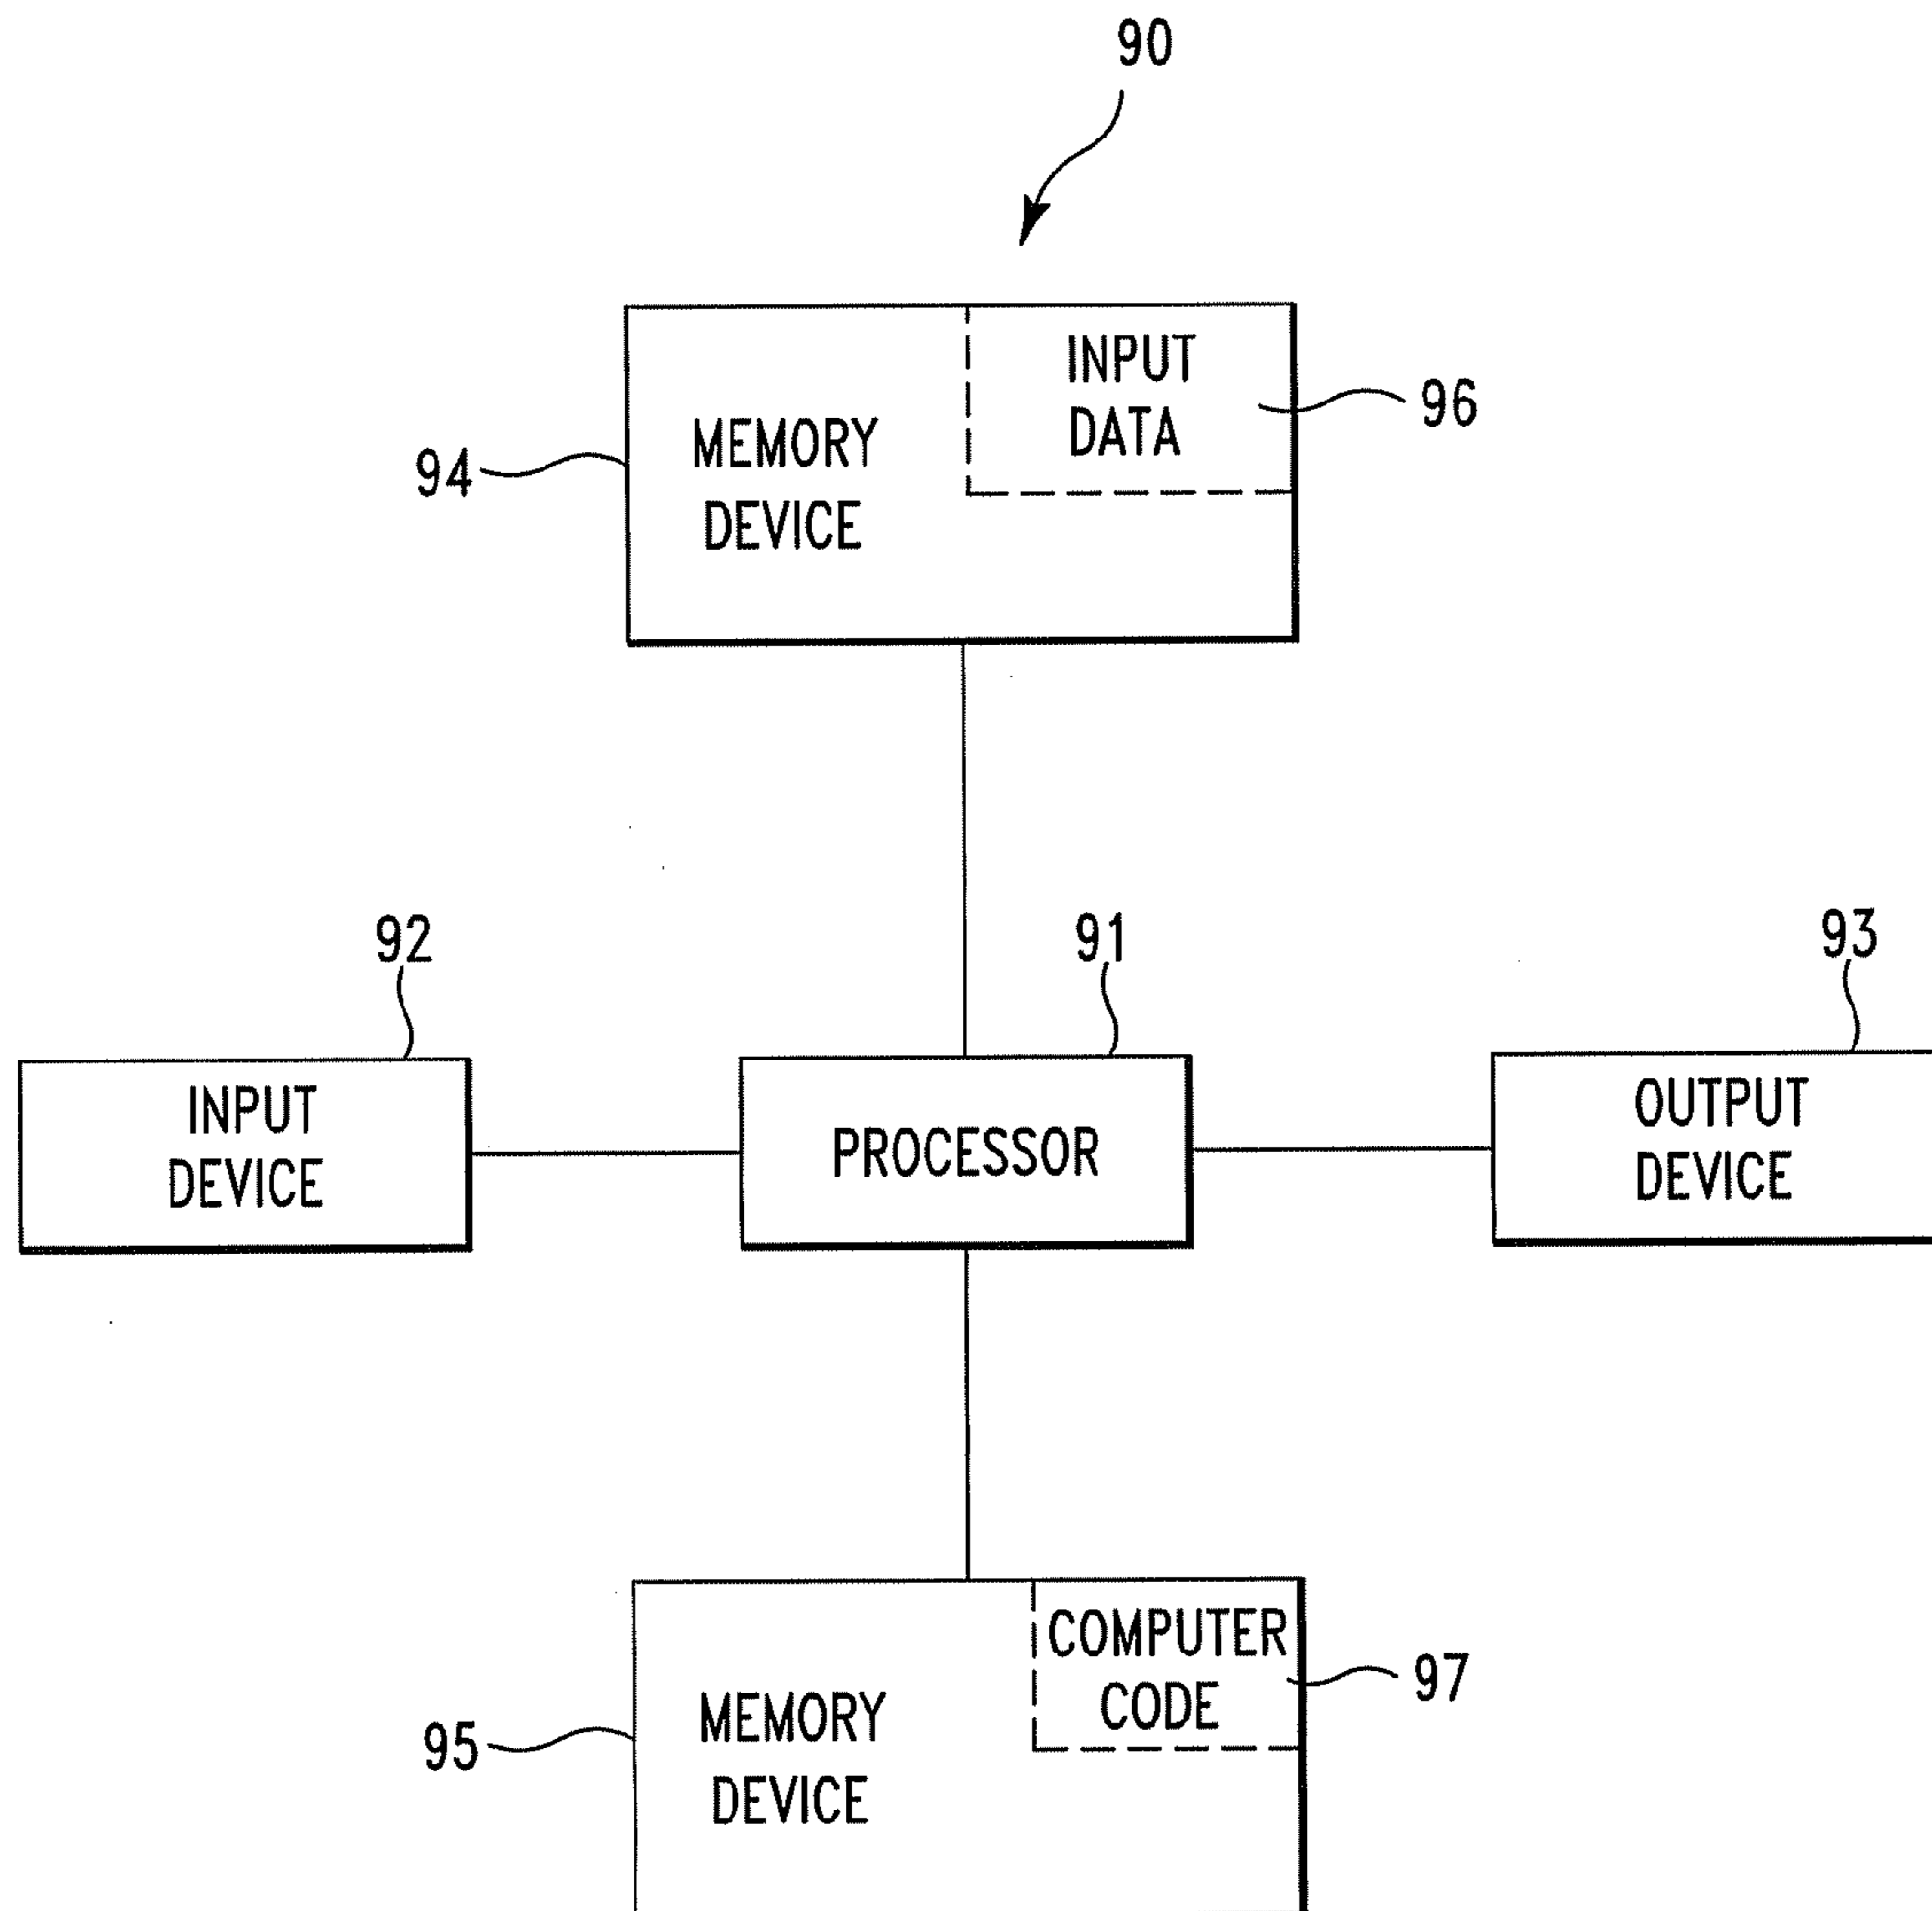 90
INPUT
DATA
96
MEMORY
DEVICE
94
92
91
93
INPUT
DEVICE
PROCESSOR
OUTPUT
DEVICE
COMPUTER
CODE
97
MEMORY
DEVICE
95